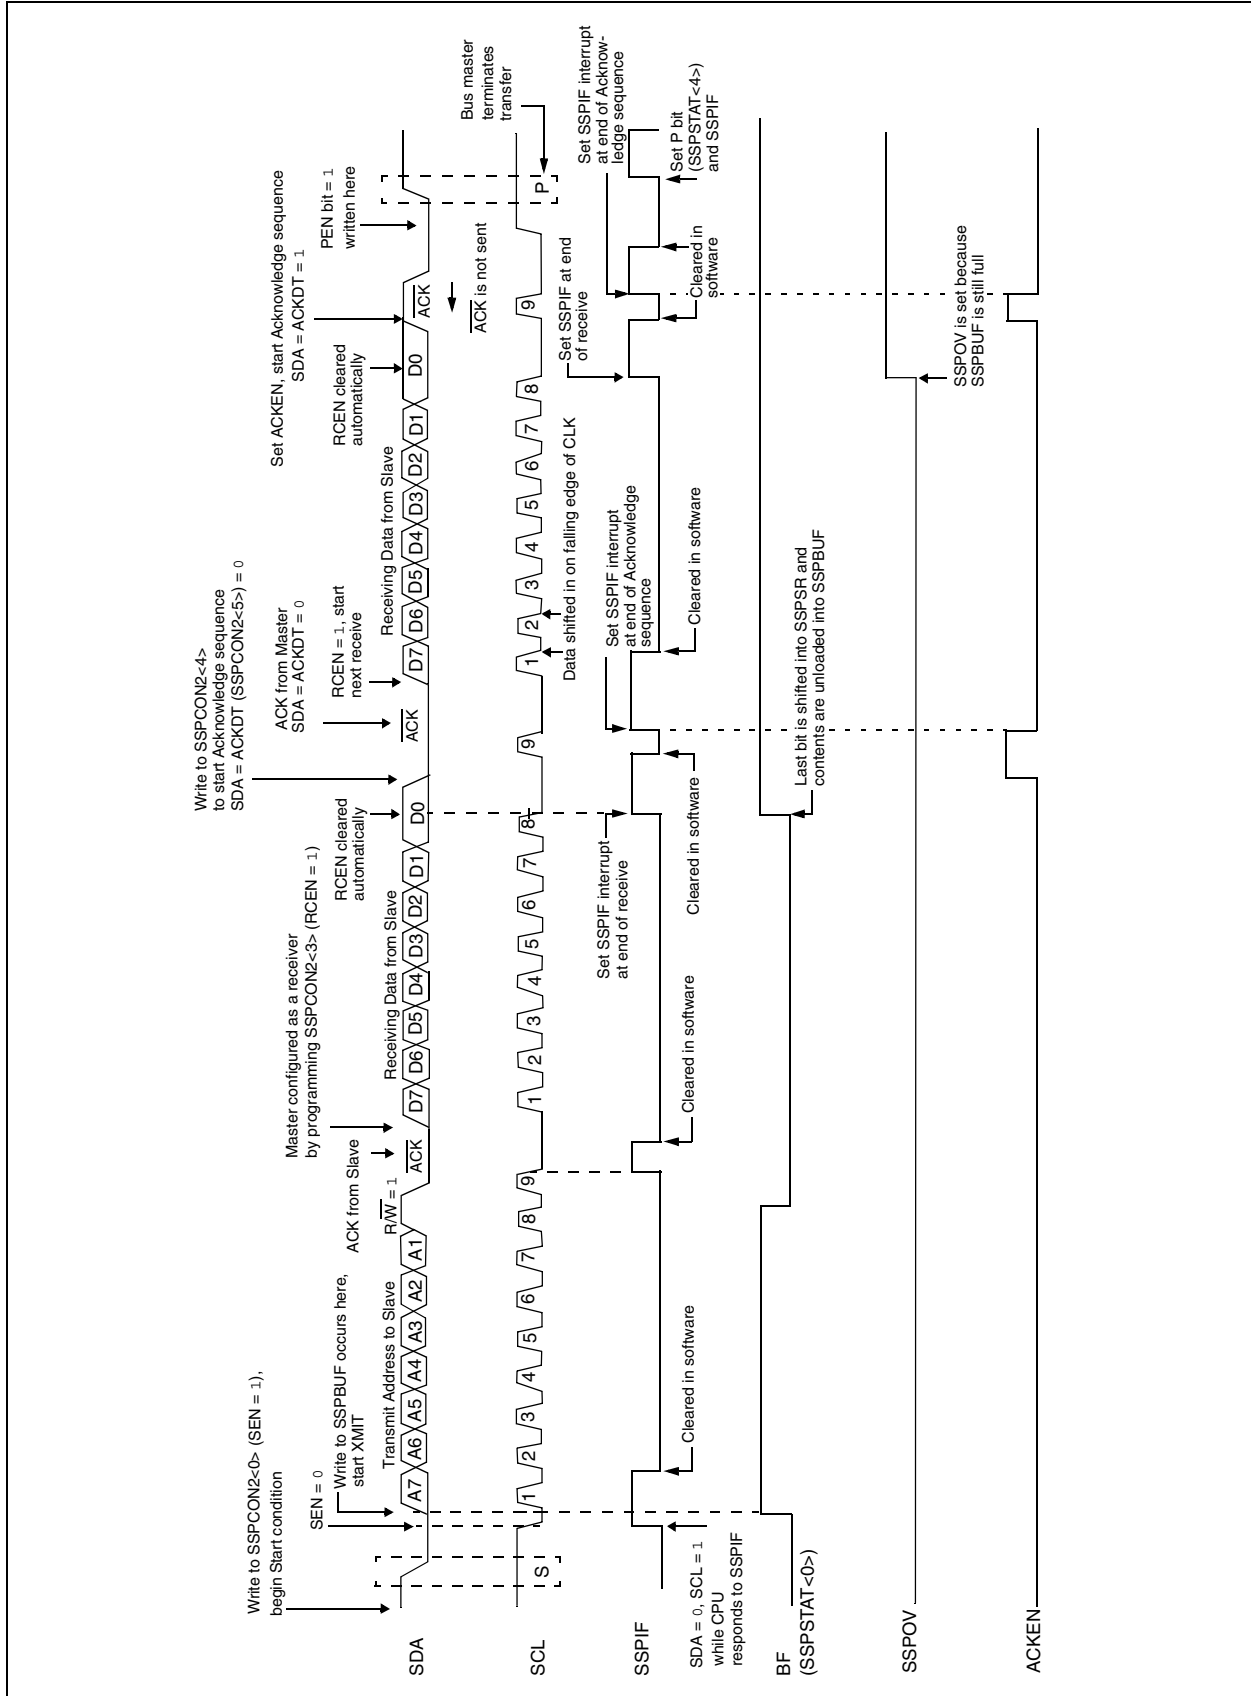 Write to SSPCON2<0> (SEN = 1),
begin Start condition
SEN = 0
Write to SSPBUF occurs here,
start XMIT
Transmit Address to Slave
R/W = 1
ACK from Slave
Master configured as a receiver
by programming SSPCON2<3> (RCEN = 1)
Receiving Data from Slave
RCEN cleared
automatically
Write to SSPCON2<4>
to start Acknowledge sequence
SDA = ACKDT (SSPCON2<5>) = 0
ACK from Master
SDA = ACKDT = 0
RCEN = 1, start
next receive
Receiving Data from Slave
RCEN cleared
automatically
Set ACKEN, start Acknowledge sequence
SDA = ACKDT = 1
PEN bit = 1
written here
SDA
A7 A6 A5 A4 A3 A2 A1
ACK
D7 D6 D5 D4 D3 D2 D1 D0
ACK
D7 D6 D5 D4 D3 D2 D1 D0
ACK
ACK is not sent
Bus master
terminates
transfer
SCL
S
1 2 3 4 5 6 7 8 9
1 2 3 4 5 6 7 8 9
1 2 3 4 5 6 7 8 9
P
Data shifted in on falling edge of CLK
Set SSPIF interrupt
at end of receive
Set SSPIF interrupt
at end of Acknowledge
sequence
Set SSPIF at end
of receive
Set SSPIF interrupt
at end of Acknow-
ledge sequence
SSPIF
SDA = 0, SCL = 1
while CPU
responds to SSPIF
Cleared in software
Cleared in software
Cleared in software
Cleared in software
Cleared in
software
Set P bit
(SSPSTAT<4>)
and SSPIF
BF
(SSPSTAT<0>)
Last bit is shifted into SSPSR and
contents are unloaded into SSPBUF
SSPOV
SSPOV is set because
SSPBUF is still full
ACKEN